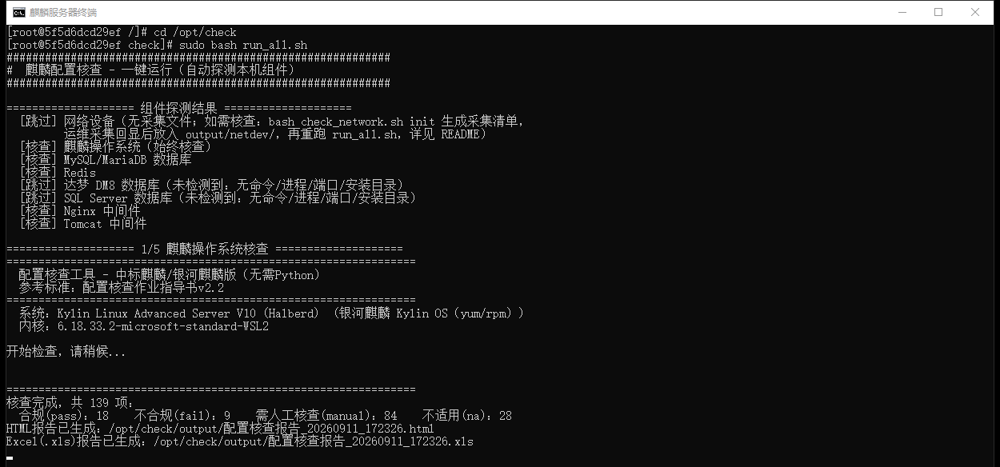 麒麟服务器终端
[root@5f5d6dcd29ef /]# cd /opt/check
[root@5f5d6dcd29ef check]# sudo bash run_all.sh
############################################################
#  麒麟配置核查 - 一键运行（自动探测本机组件）
############################################################
==================== 组件探测结果 ====================
[跳过] 网络设备（无采集文件；如需核查：bash check_network.sh init 生成采集清单，
运维采集回显后放入 output/netdev/，再重跑 run_all.sh，详见 README）
[核查] 麒麟操作系统（始终核查）
[核查] MySQL/MariaDB 数据库
[核查] Redis
[跳过] 达梦 DM8 数据库（未检测到：无命令/进程/端口/安装目录）
[跳过] SQL Server 数据库（未检测到：无命令/进程/端口/安装目录）
[核查] Nginx 中间件
[核查] Tomcat 中间件
==================== 1/5 麒麟操作系统核查 ====================
================================================================
配置核查工具 - 中标麒麟/银河麒麟版（无需Python）
参考标准：配置核查作业指导书v2.2
================================================================
系统：Kylin Linux Advanced Server V10 (Halberd) （银河麒麟 Kylin OS（yum/rpm））
内核：6.18.33.2-microsoft-standard-WSL2
开始检查，请稍候...
================================================================
核查完成，共 139 项：
合规(pass)：18    不合规(fail)：9    需人工核查(manual)：84    不适用(na)：28
HTML报告已生成：/opt/check/output/配置核查报告_20260911_172326.html
Excel(.xls)报告已生成：/opt/check/output/配置核查报告_20260911_172326.xls